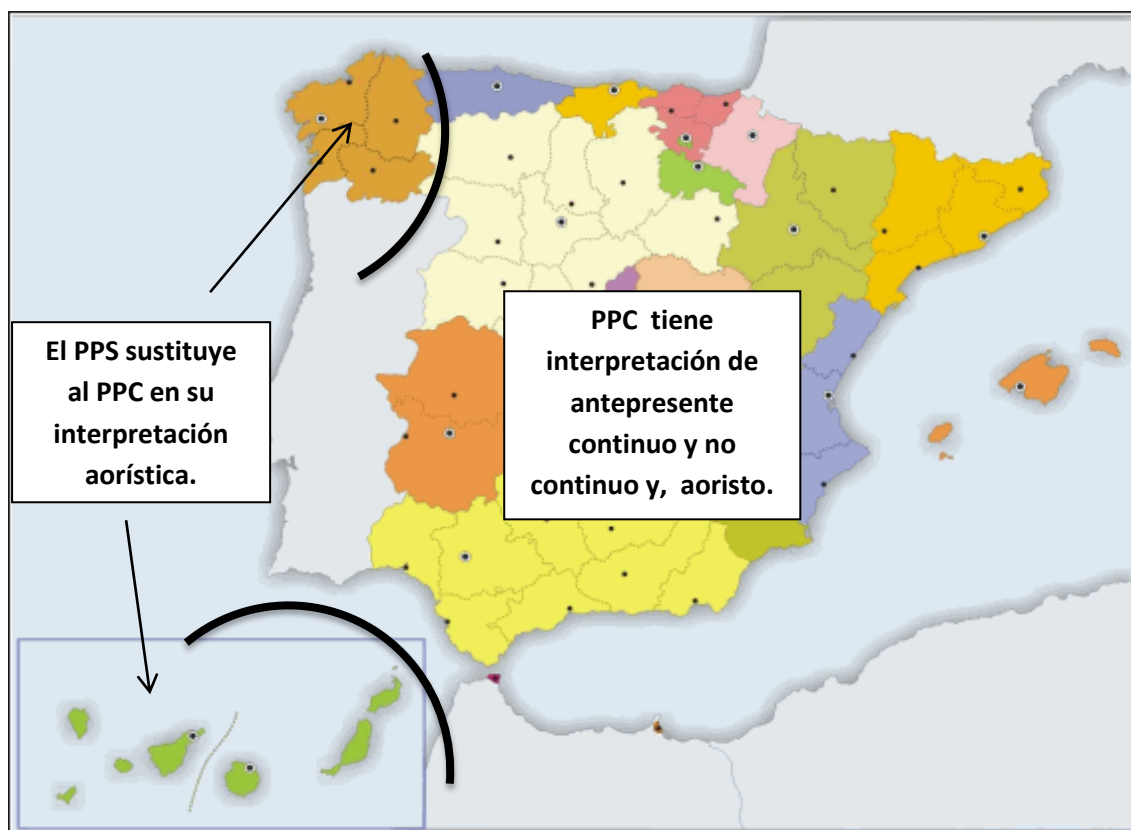 El PPS sustituye
al PPC en su
interpretación
aorística.
PPC tiene
interpretación de
antepresente
continuo y no
continuo y, aoristo.